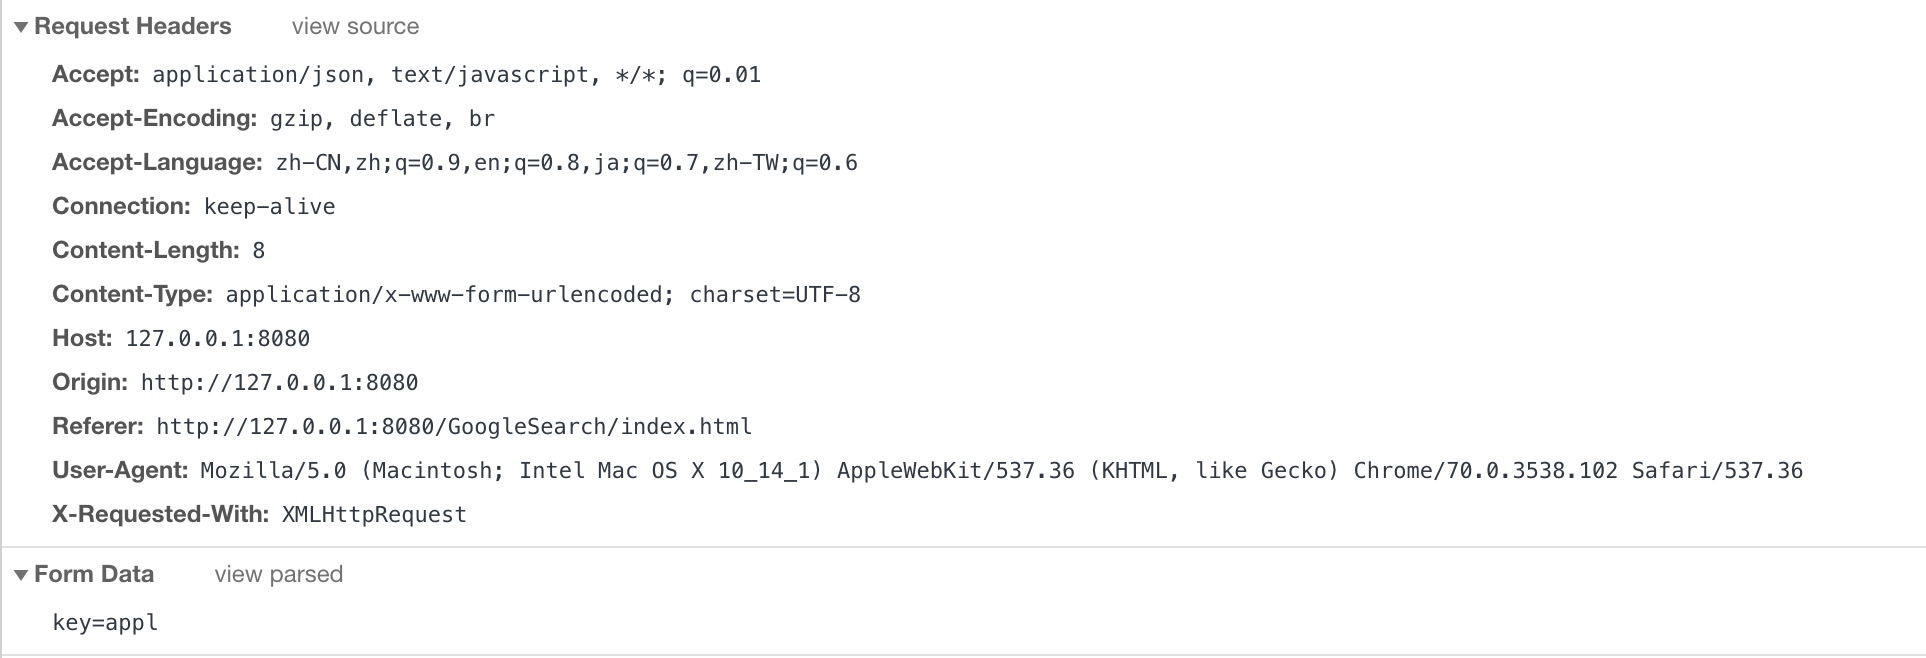 Request Headers view source
Accept: application/json, text/javascript, */*; q=0.01
Accept-Encoding: gzip, deflate, br
Accept-Language: zh-CN,zh;q=0.9,en;q=0.8,ja;q=0.7,zh-TW;q=0.6
Connection: keep-alive
Content-Length: 8
Content-Type: application/x-www-form-urlencoded; charset=UTF-8
Host: 127.0.0.1:8080
Origin: http://127.0.0.1:8080
Referer: http://127.0.0.1:8080/GoogleSearch/index.html
User-Agent: Mozilla/5.0 (Macintosh; Intel Mac OS X 10_14_1) AppleWebKit/537.36 (KHTML, like Gecko) Chrome/70.0.3538.102 Safari/537.36
X-Requested-With: XMLHttpRequest
Form Data view parsed
key=appl